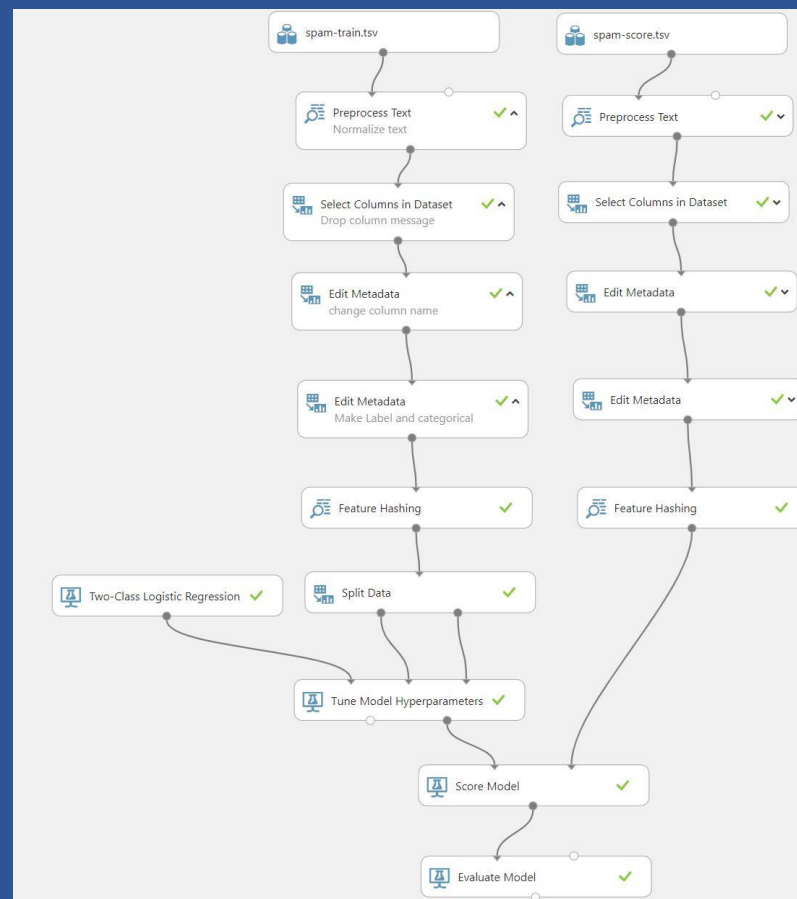 spam-train.tsv
spam-score.tsv
Preprocess Text
Normalize text
Preprocess Text
Select Columns in Dataset
Drop column message
Select Columns in Dataset
Edit Metadata
change column name
Edit Metadata
Edit Metadata
Make Label and categorical
Edit Metadata
Feature Hashing
Feature Hashing
Two-Class Logistic Regression
Split Data
Tune Model Hyperparameters
Score Model
Evaluate Model